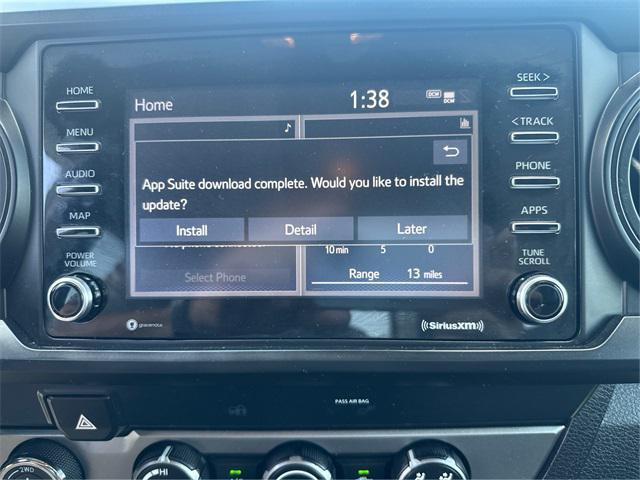 HOME
MENU
AUDIO
MAP
POWER
VOLUME
Home
1:38
DCM
DCM
App Suite download complete. Would you like to install the
update?
Install
Detail
Later
Select Phone
10 min 5 0
Range 13 miles
SEEK >
< TRACK
PHONE
APPS
TUNE
SCROLL
gracenote
((SiriusXM))
PASS AIR BAG
2WD
HI